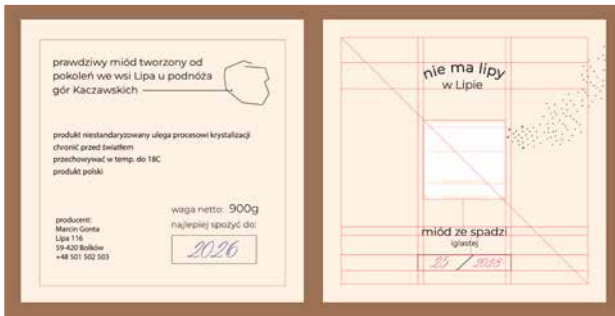 prawdziwy miód tworzony od
pokoleń we wsi Lipa u podnóża
gór Kaczawskich
produkt niestandaryzowany ulega procesowi krystalizacji
chronić przed światłem
przechowywać w temp. do 18C
produkt polski
producent:
Marcin Gonta
Lipa 116
59-420 Bolków
+48 501 502 503
waga netto: 900g
najlepiej spożyć do:
2026
nie ma lipy
w Lipie
miód ze spadzi
iglastej
25 / 2023